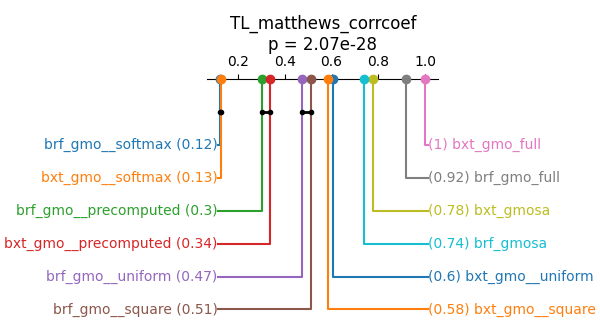 TL_matthews_corrcoef
p = 2.07e-28
0.2 0.4 0.6 0.8 1.0
brf_gmo__softmax (0.12) (1) bxt_gmo_full
bxt_gmo__softmax (0.13) (0.92) brf_gmo_full
brf_gmo__precomputed (0.3) (0.78) bxt_gmosa
bxt_gmo__precomputed (0.34) (0.74) brf_gmosa
brf_gmo__uniform (0.47) (0.6) bxt_gmo__uniform
brf_gmo__square (0.51) (0.58) bxt_gmo__square